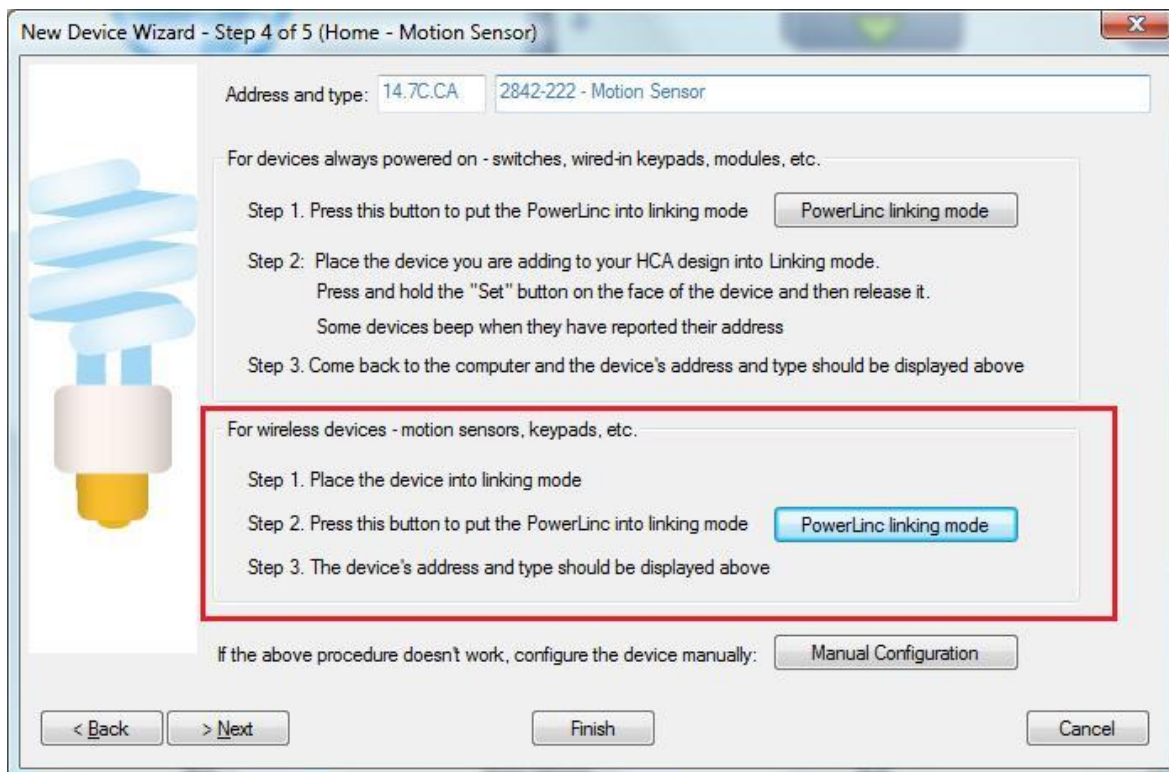 New Device Wizard - Step 4 of 5 (Home - Motion Sensor)
Address and type: 14.7C.CA 2842-222 - Motion Sensor
For devices always powered on - switches, wired-in keypads, modules, etc.
Step 1. Press this button to put the PowerLinc into linking mode PowerLinc linking mode
Step 2: Place the device you are adding to your HCA design into Linking mode.
Press and hold the "Set" button on the face of the device and then release it.
Some devices beep when they have reported their address
Step 3. Come back to the computer and the device's address and type should be displayed above
For wireless devices - motion sensors, keypads, etc.
Step 1. Place the device into linking mode
Step 2. Press this button to put the PowerLinc into linking mode PowerLinc linking mode
Step 3. The device's address and type should be displayed above
If the above procedure doesn't work, configure the device manually: Manual Configuration
< Back > Next Finish Cancel